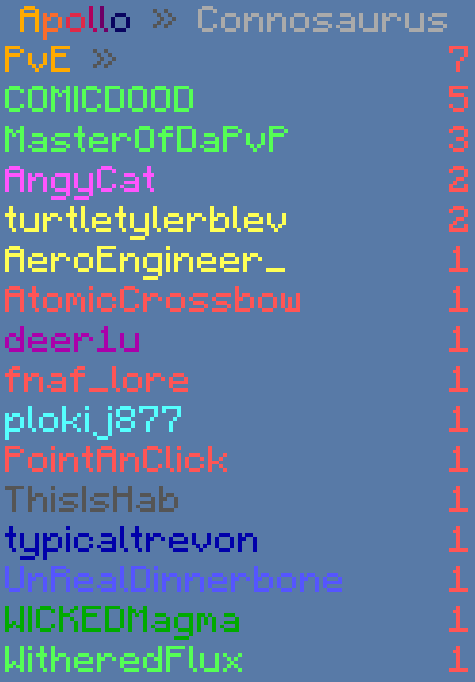 Apollo » Connosaurus
PvE » 7
COMICDOOD 5
MasterOfDaPvP 3
AngyCat 2
turtletylerblev 2
AeroEngineer_ 1
AtomicCrossbow 1
deer1u 1
fnaf_lore 1
plokij877 1
PointAnClick 1
ThisIsHab 1
typicaltrevon 1
UnRealDinnerbone 1
WICKEDMagma 1
WitheredFlux 1